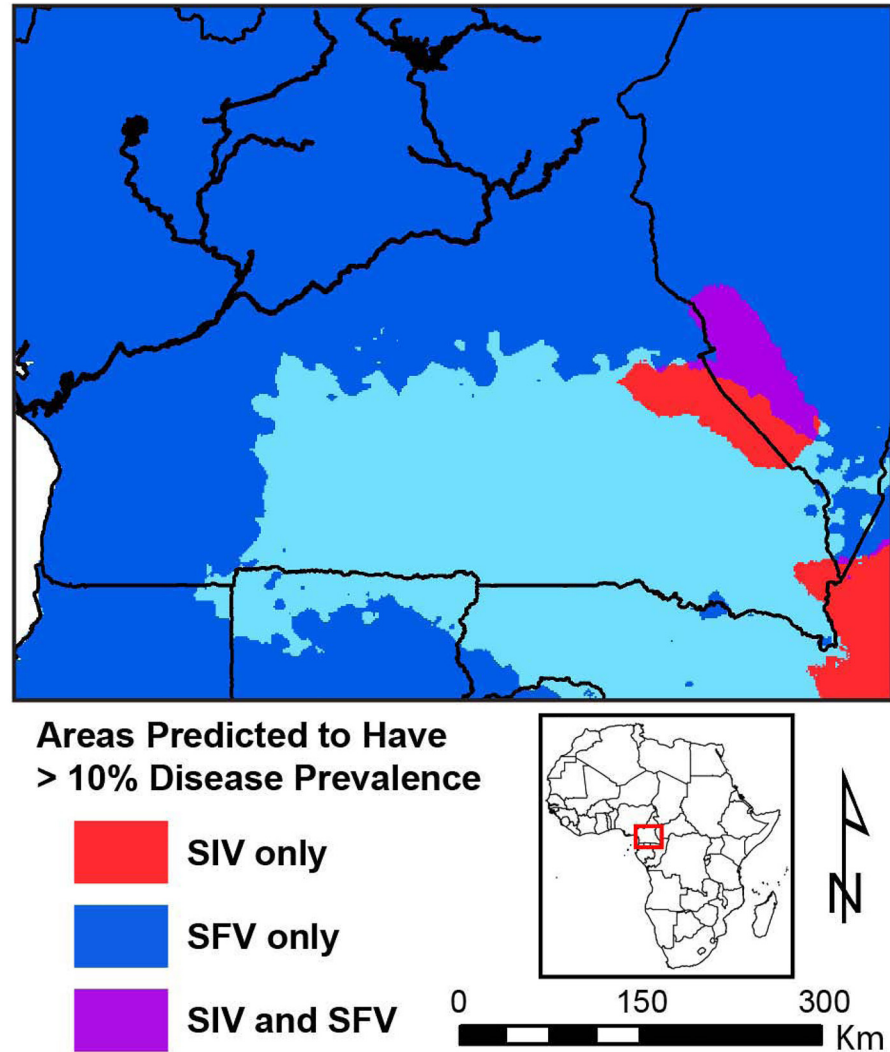 Areas Predicted to Have
> 10% Disease Prevalence
SIV only
SFV only
SIV and SFV
N
0 150 300
Km